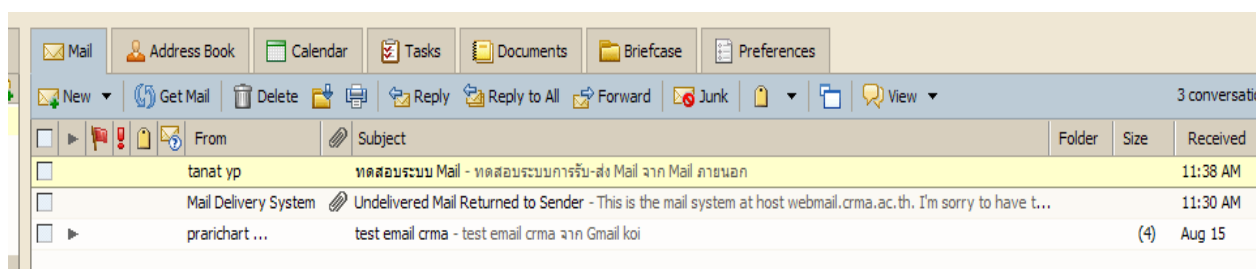 Mail Address Book Calendar Tasks Documents Briefcase Preferences
New Get Mail Delete Reply Reply to All Forward Junk View 3 conversati
From Subject Folder Size Received
tanat yp ทดสอบระบบ Mail - ทดสอบระบบการรับ-ส่ง Mail จาก Mail ภายนอก 11:38 AM
Mail Delivery System Undelivered Mail Returned to Sender - This is the mail system at host webmail.crma.ac.th. I'm sorry to have t... 11:30 AM
prarichart ... test email crma - test email crma จาก Gmail koi (4) Aug 15